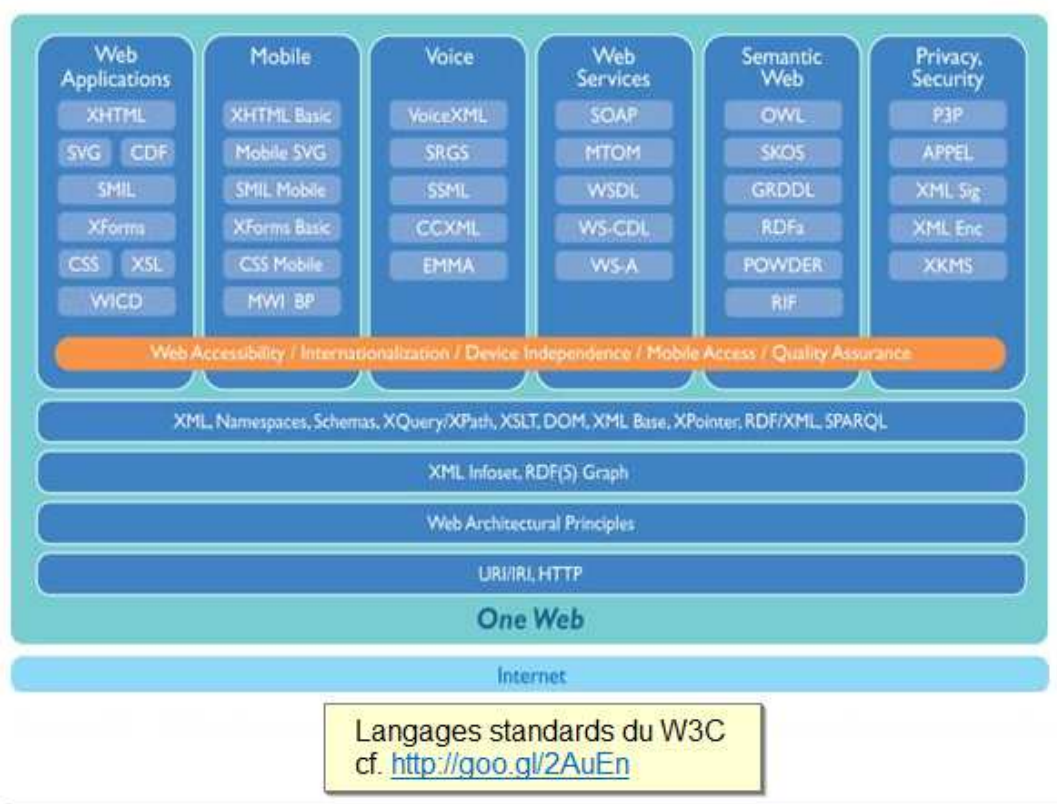 Web
Applications
XHTML
SVG CDF
SMIL
XForms
CSS XSL
WICD
Mobile
XHTML Basic
Mobile SVG
SMIL Mobile
XForms Basic
CSS Mobile
MWI BP
Voice
VoiceXML
SRGS
SSML
CCXML
EMMA
Web
Services
SOAP
MTOM
WSDL
WS-CDL
WS-A
Semantic
Web
OWL
SKOS
GRDDL
RDFa
POWDER
RIF
Privacy,
Security
P3P
APPEL
XML Sig
XML Enc
XKMS
Web Accessibility / Internationalization / Device Independence / Mobile Access / Quality Assurance
XML, Namespaces, Schemas, XQuery/XPath, XSLT, DOM, XML Base, XPointer, RDF/XML, SPARQL
XML Infoset, RDF(S) Graph
Web Architectural Principles
URI/IRI, HTTP
One Web
Internet
Langages standards du W3C
cf. http://goo.gl/2AuEn